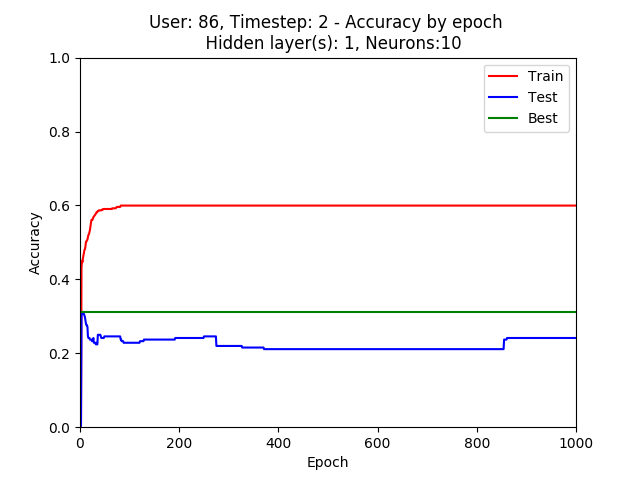 User: 86, Timestep: 2 - Accuracy by epoch
Hidden layer(s): 1, Neurons:10
1.0
0.8
0.6
0.4
0.2
0.0
Accuracy
Train
Test
Best
0 200 400 600 800 1000
Epoch